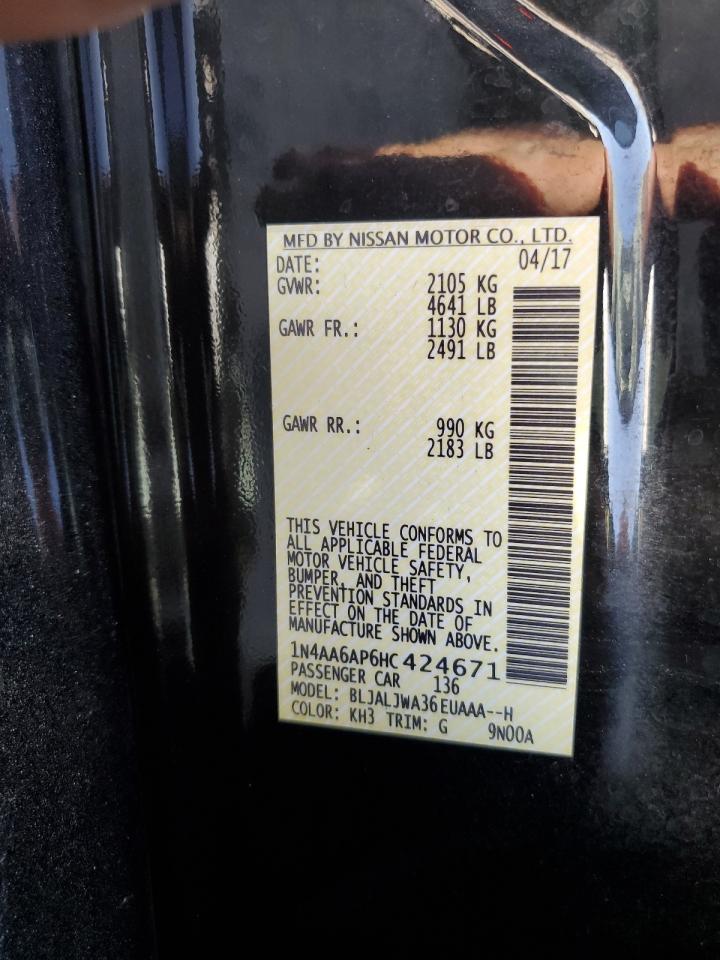 MFD BY NISSAN MOTOR CO., LTD.
DATE: 04/17
GVWR: 2105 KG
4641 LB
GAWR FR.: 1130 KG
2491 LB
GAWR RR.: 990 KG
2183 LB
THIS VEHICLE CONFORMS TO
ALL APPLICABLE FEDERAL
MOTOR VEHICLE SAFETY,
BUMPER, AND THEFT
PREVENTION STANDARDS IN
EFFECT ON THE DATE OF
MANUFACTURE SHOWN ABOVE.
1N4AA6AP6HC424671
PASSENGER CAR 136
MODEL: BLJALJWA36EUAAA--H
COLOR: KH3 TRIM: G 9N00A